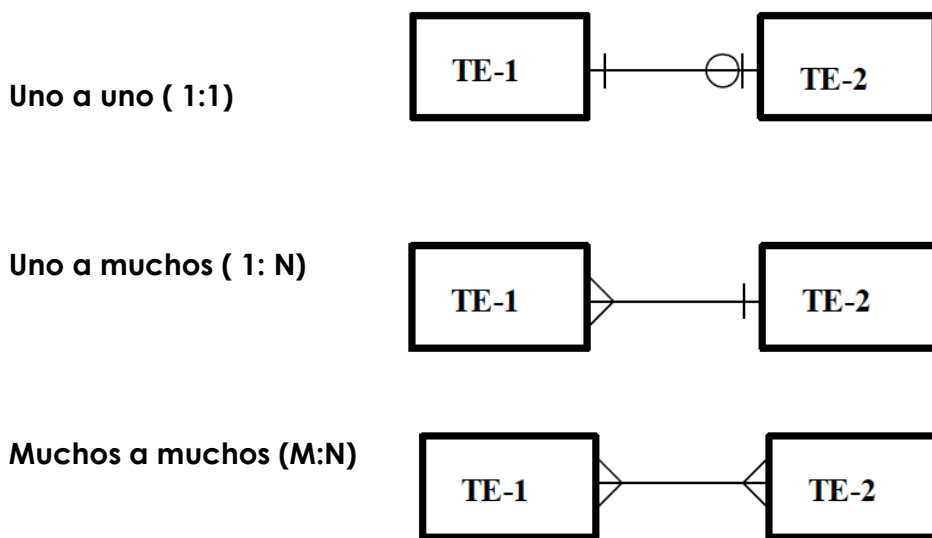 TE-1
TE-2
Uno a uno ( 1:1)
Uno a muchos ( 1: N)
TE-1
TE-2
Muchos a muchos (M:N)
TE-1
TE-2